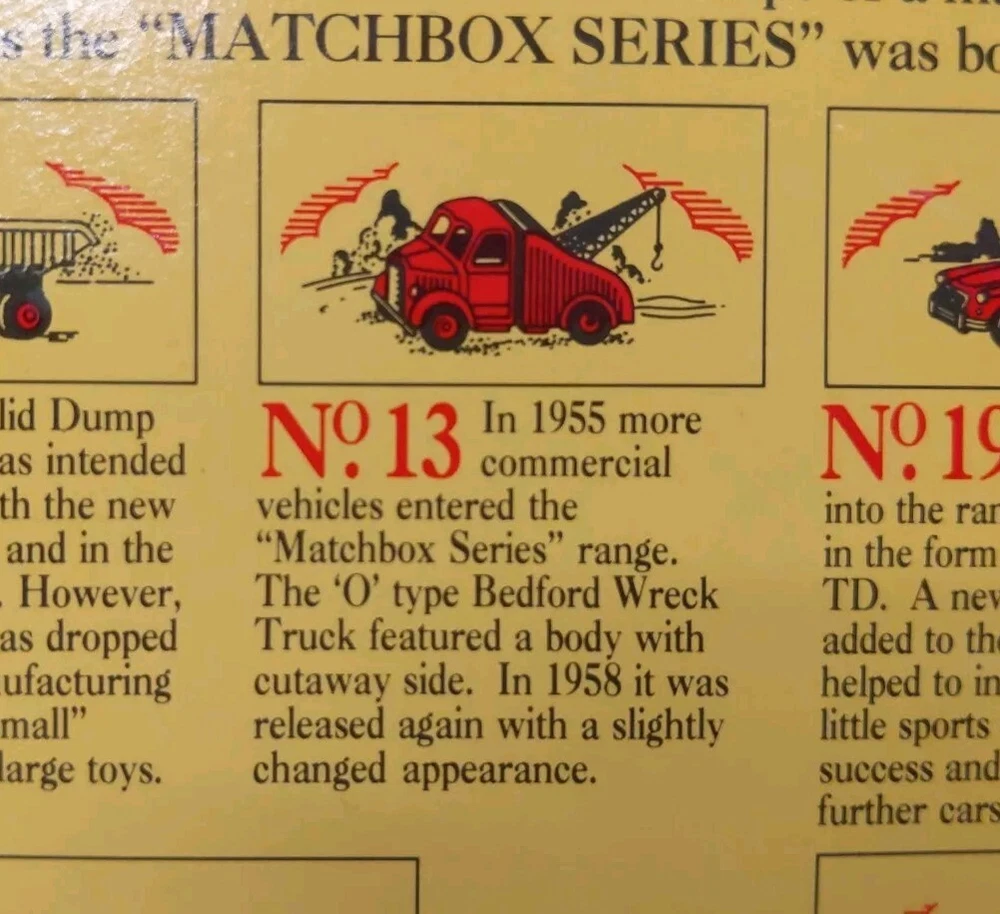 s the “MATCHBOX SERIES” was bo
lid Dump
as intended
th the new
and in the
. However,
as dropped
ufacturing
mall”
large toys.
Nº. 13 In 1955 more
commercial
vehicles entered the
“Matchbox Series” range.
The ‘O’ type Bedford Wreck
Truck featured a body with
cutaway side. In 1958 it was
released again with a slightly
changed appearance.
Nº. 19
into the ran
in the form
TD. A new
added to the
helped to in
little sports
success and
further cars